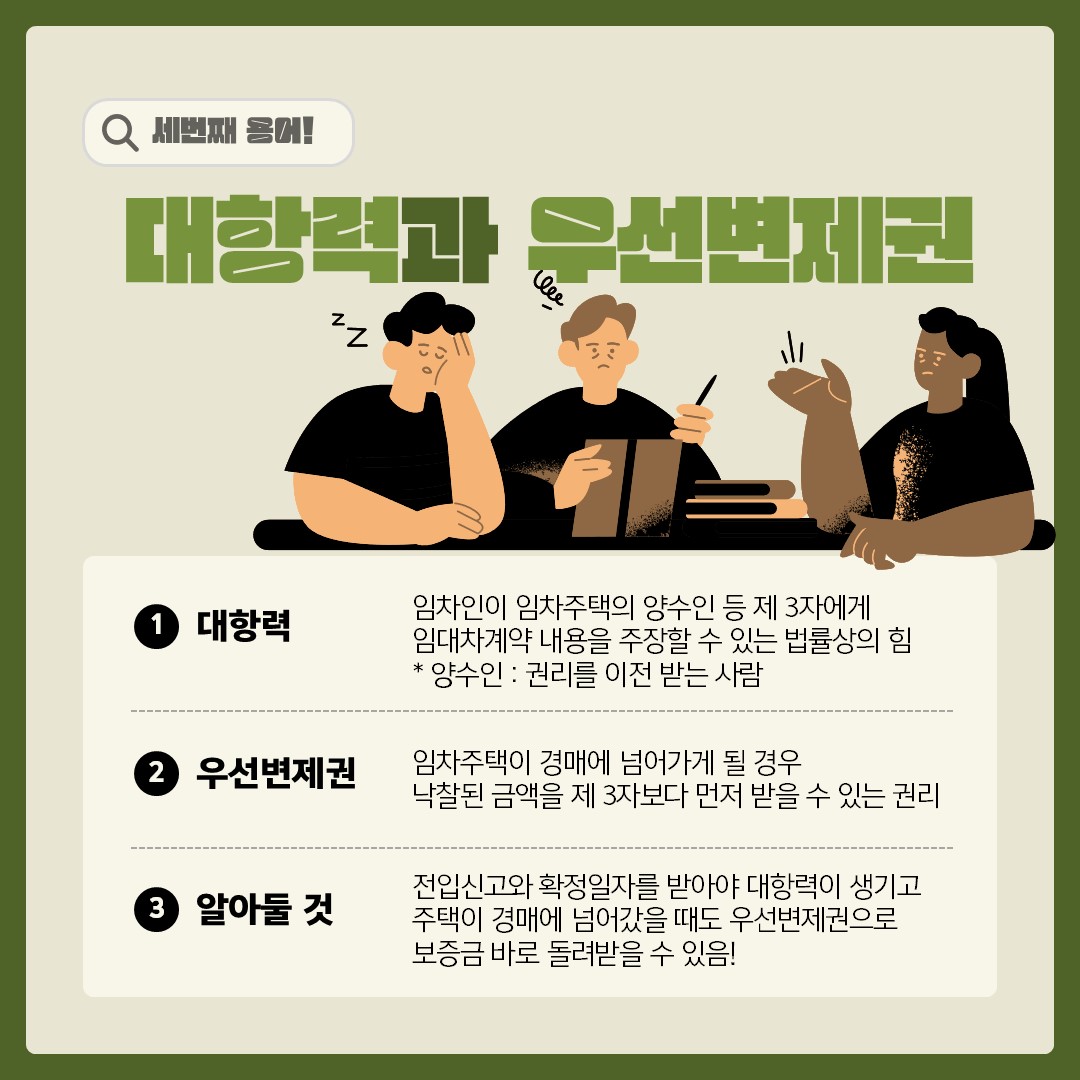 세번째 용어!
대항력과 우선변제권
z
Z
1 대항력
임차인이 임차주택의 양수인 등 제 3자에게
임대차계약 내용을 주장할 수 있는 법률상의 힘
* 양수인 : 권리를 이전 받는 사람
2 우선변제권
임차주택이 경매에 넘어가게 될 경우
낙찰된 금액을 제 3자보다 먼저 받을 수 있는 권리
3 알아둘 것
전입신고와 확정일자를 받아야 대항력이 생기고
주택이 경매에 넘어갔을 때도 우선변제권으로
보증금 바로 돌려받을 수 있음!